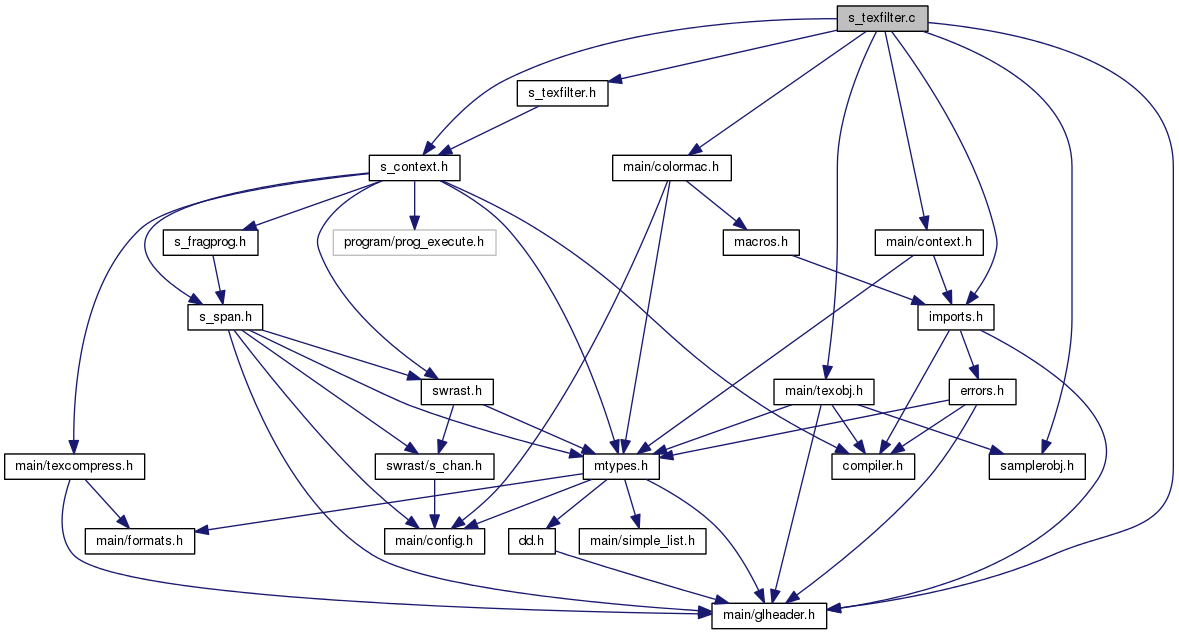 s_texfilter.c
s_texfilter.h
s_context.h
main/colormac.h
s_fragprog.h
program/prog_execute.h
macros.h
main/context.h
s_span.h
imports.h
swrast.h
main/texobj.h
errors.h
main/texcompress.h
swrast/s_chan.h
mtypes.h
compiler.h
samplerobj.h
main/formats.h
main/config.h
dd.h
main/simple_list.h
main/glheader.h